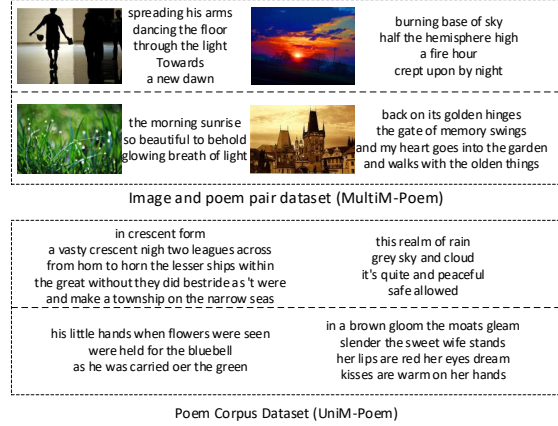 spreading his arms
dancing the floor
through the light
Towards
a new dawn
burning base of sky
half the hemisphere high
a fire hour
crept upon by night
the morning sunrise
so beautiful to behold
glowing breath of light
back on its golden hinges
the gate of memory swings
and my heart goes into the garden
and walks with the olden things
Image and poem pair dataset (MultiM-Poem)
in crescent form
a vasty crescent nigh two leagues across
from horn to horn the lesser ships within
the great without they did bestride as 't were
and make a township on the narrow seas
this realm of rain
grey sky and cloud
it's quite and peaceful
safe allowed
his little hands when flowers were seen
were held for the bluebell
as he was carried oer the green
in a brown gloom the moats gleam
slender the sweet wife stands
her lips are red her eyes dream
kisses are warm on her hands
Poem Corpus Dataset (UniM-Poem)